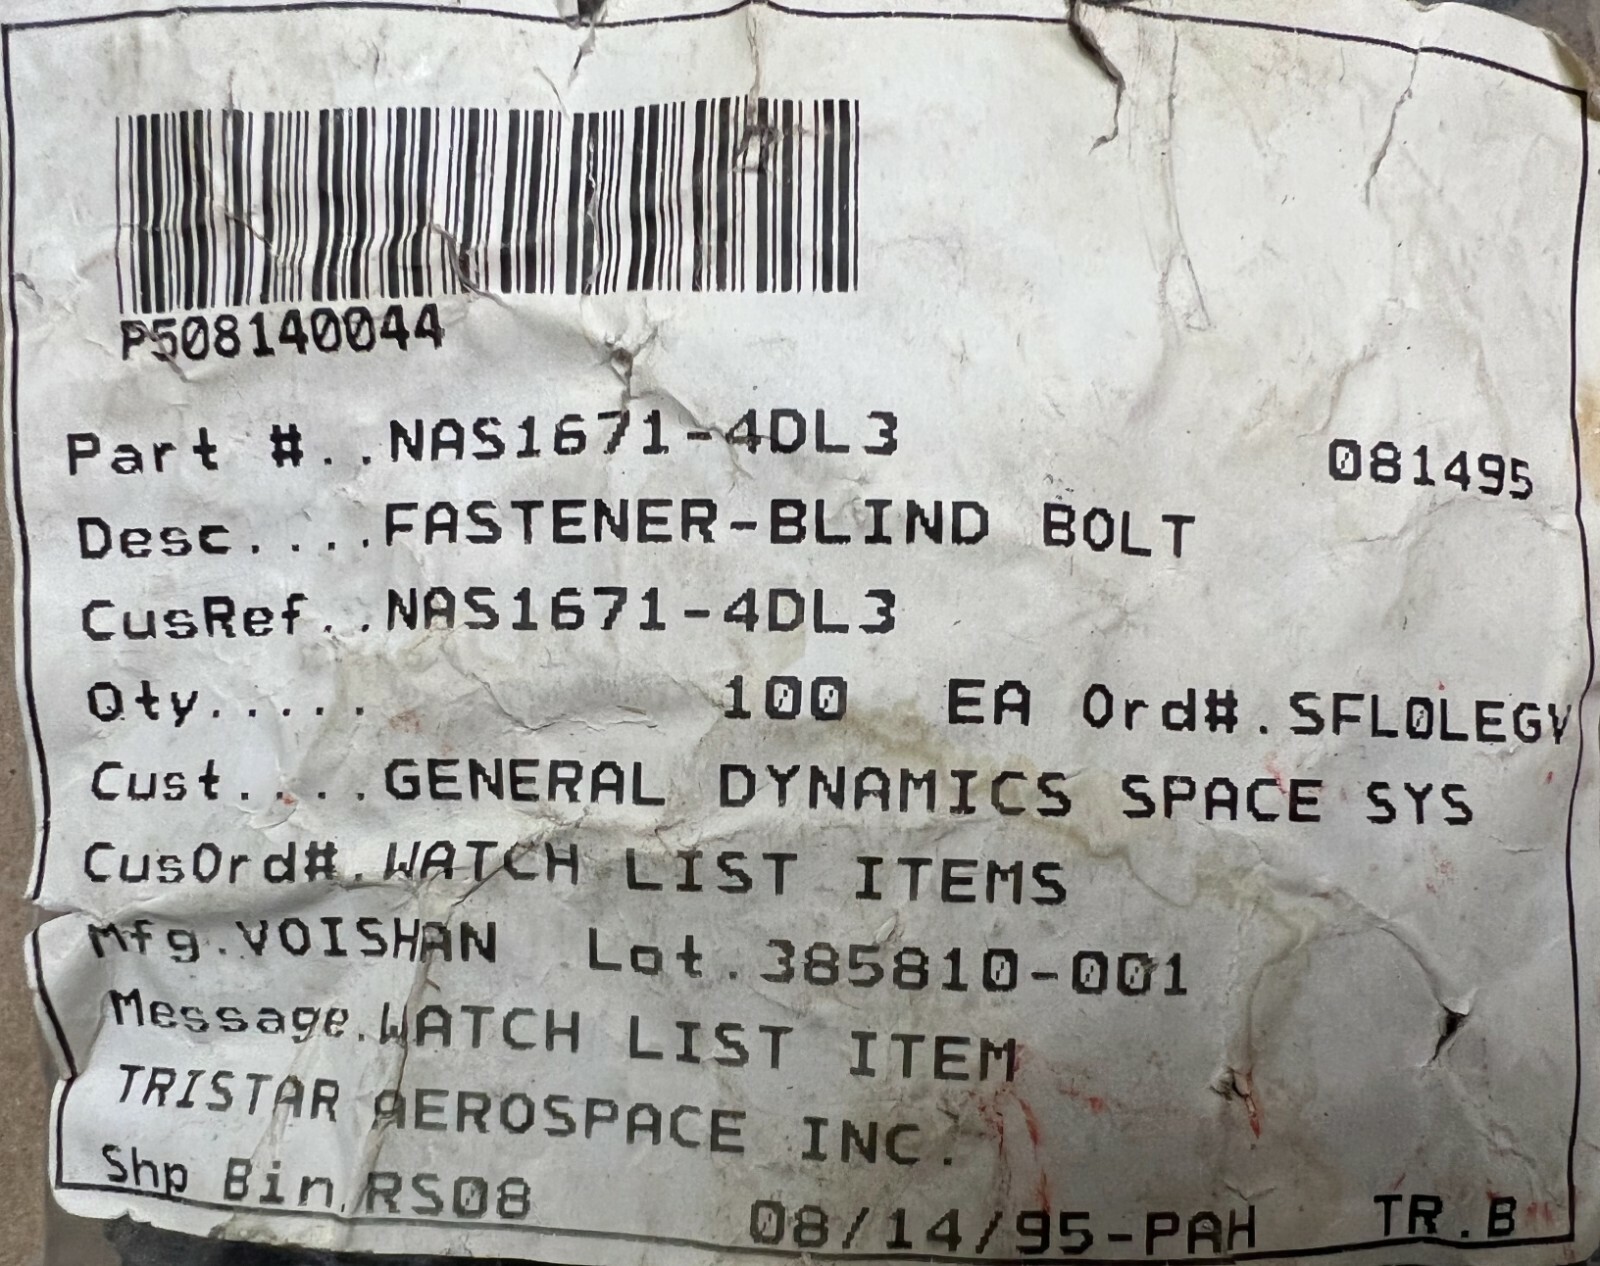 P508140044
Part #..NAS1671-4DL3 081495
Desc....FASTENER-BLIND BOLT
CusRef..NAS1671-4DL3
Qty..... 100 EA Ord#.SFL0LEGV
Cust....GENERAL DYNAMICS SPACE SYS
CusOrd#.WATCH LIST ITEMS
Mfg.VOISHAN Lot.385810-001
Message.WATCH LIST ITEM
TRISTAR AEROSPACE INC.
Shp Bin.RS08 08/14/95-PAH TR.B